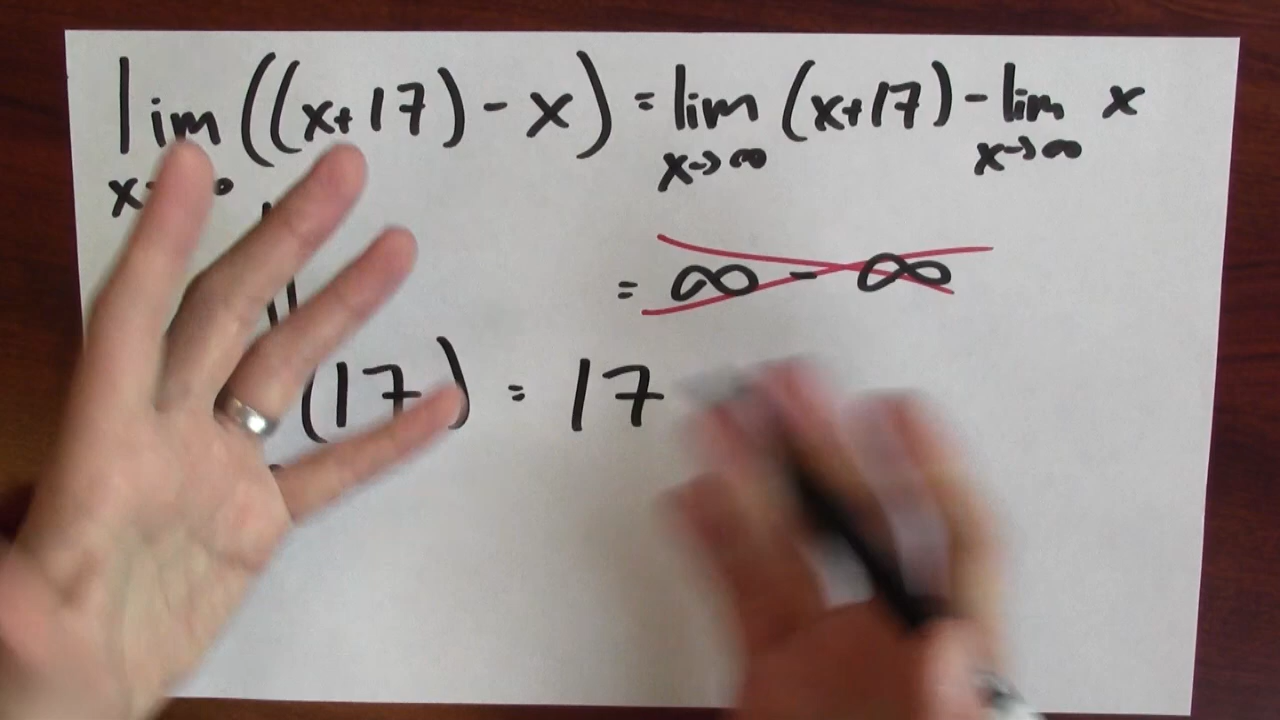 lim ((x+17) - x) = lim (x+17) - lim x
x→∞ x→∞
= ∞ - ∞
(17) = 17